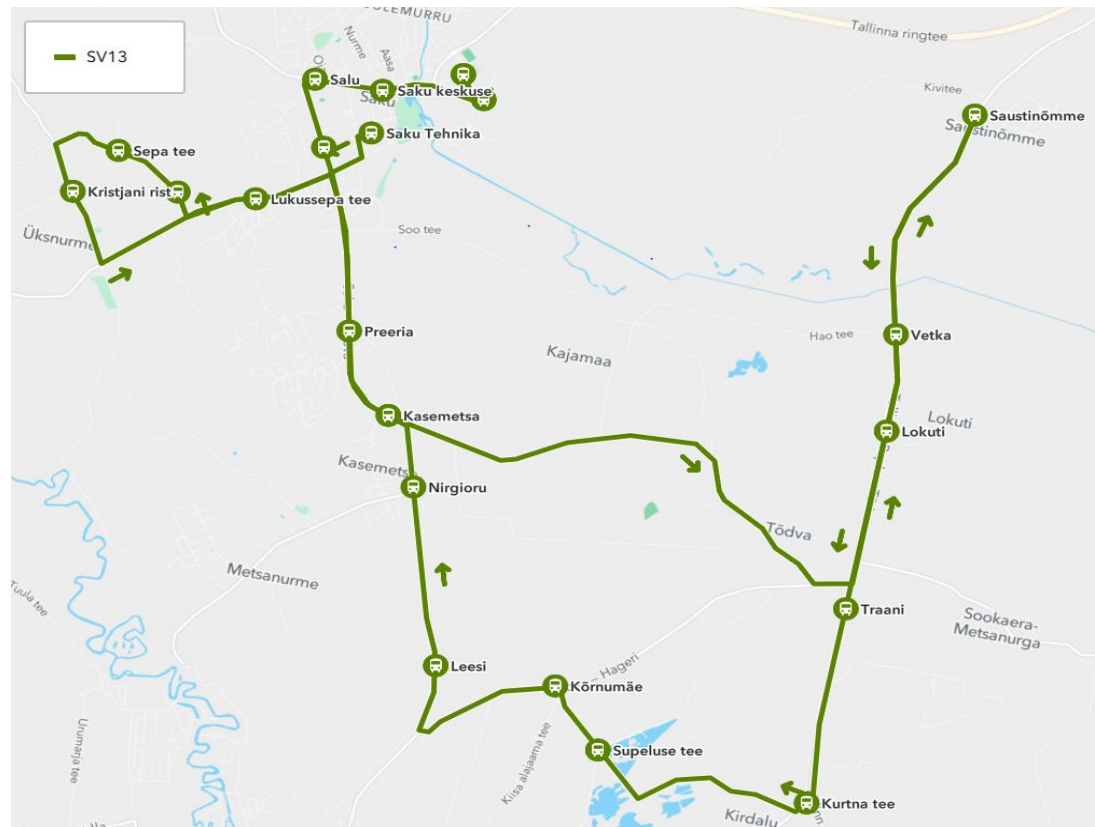 SV13
Nurme
Aasa
Tallinna ringtee
Salu
Saku keskuse
Saku
Kivitee
Saustinõmme
Saustinõmme
Saku Tehnika
Sepa tee
Kristjani rist
Lukussepa tee
Üksnurme
Soo tee
Preeria
Kajamaa
Hao tee
Vetka
Kasemetsa
Lokuti
Lokuti
Kasemetsa
Nirgioru
Tõdva
Metsanurme
Tuula tee
Traani
Sookaera-
Metsanurga
Leesi
– Hageri
Kõrnumäe
Urumarja tee
Kiisa alajaama tee
Supeluse tee
Kurtna tee
Kirdalu